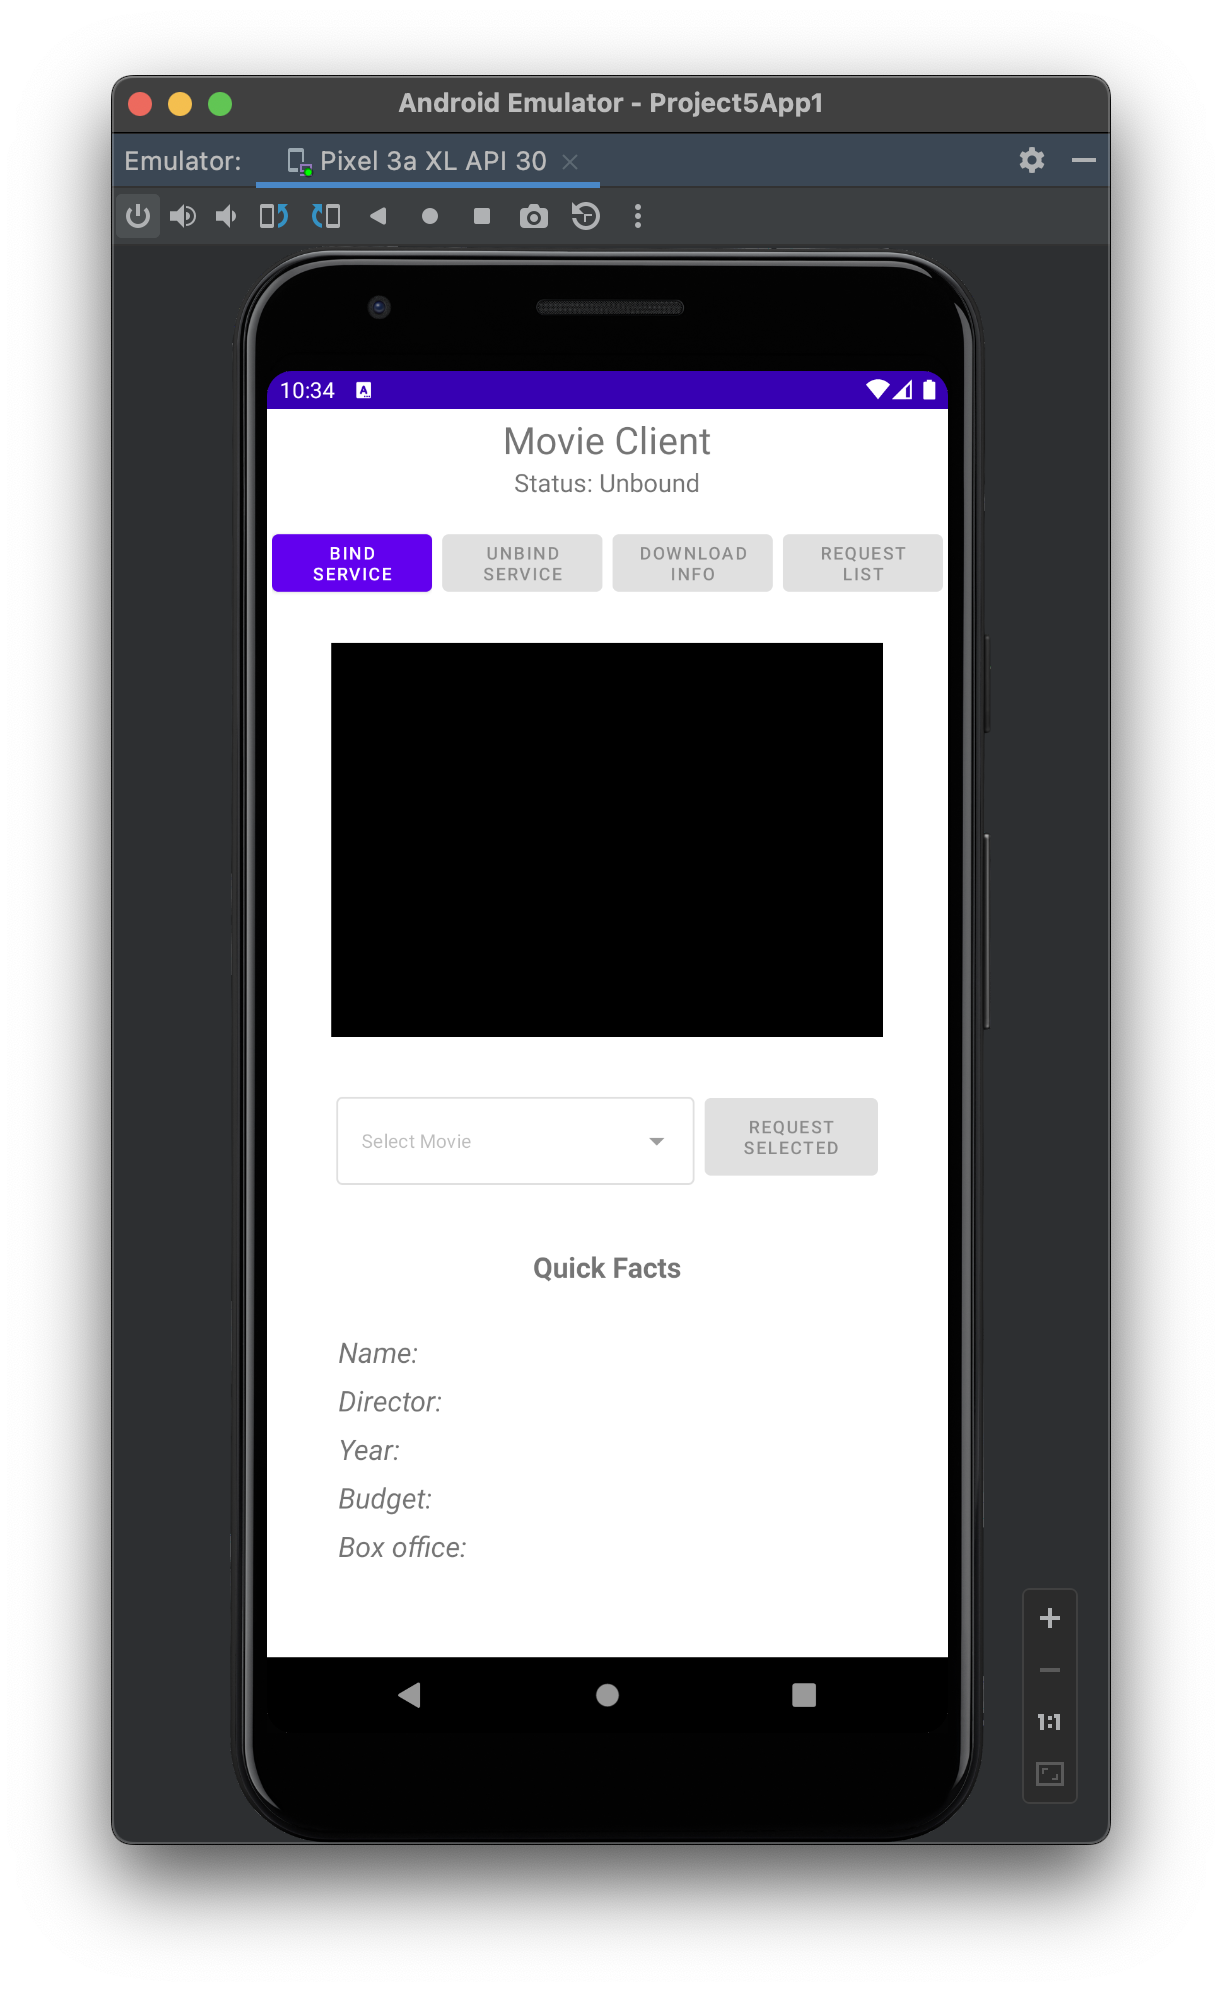 Android Emulator - Project5App1
Emulator: Pixel 3a XL API 30
10:34
Movie Client
Status: Unbound
BIND SERVICE
UNBIND SERVICE
DOWNLOAD INFO
REQUEST LIST
Select Movie
REQUEST SELECTED
Quick Facts
Name:
Director:
Year:
Budget:
Box office:
1:1